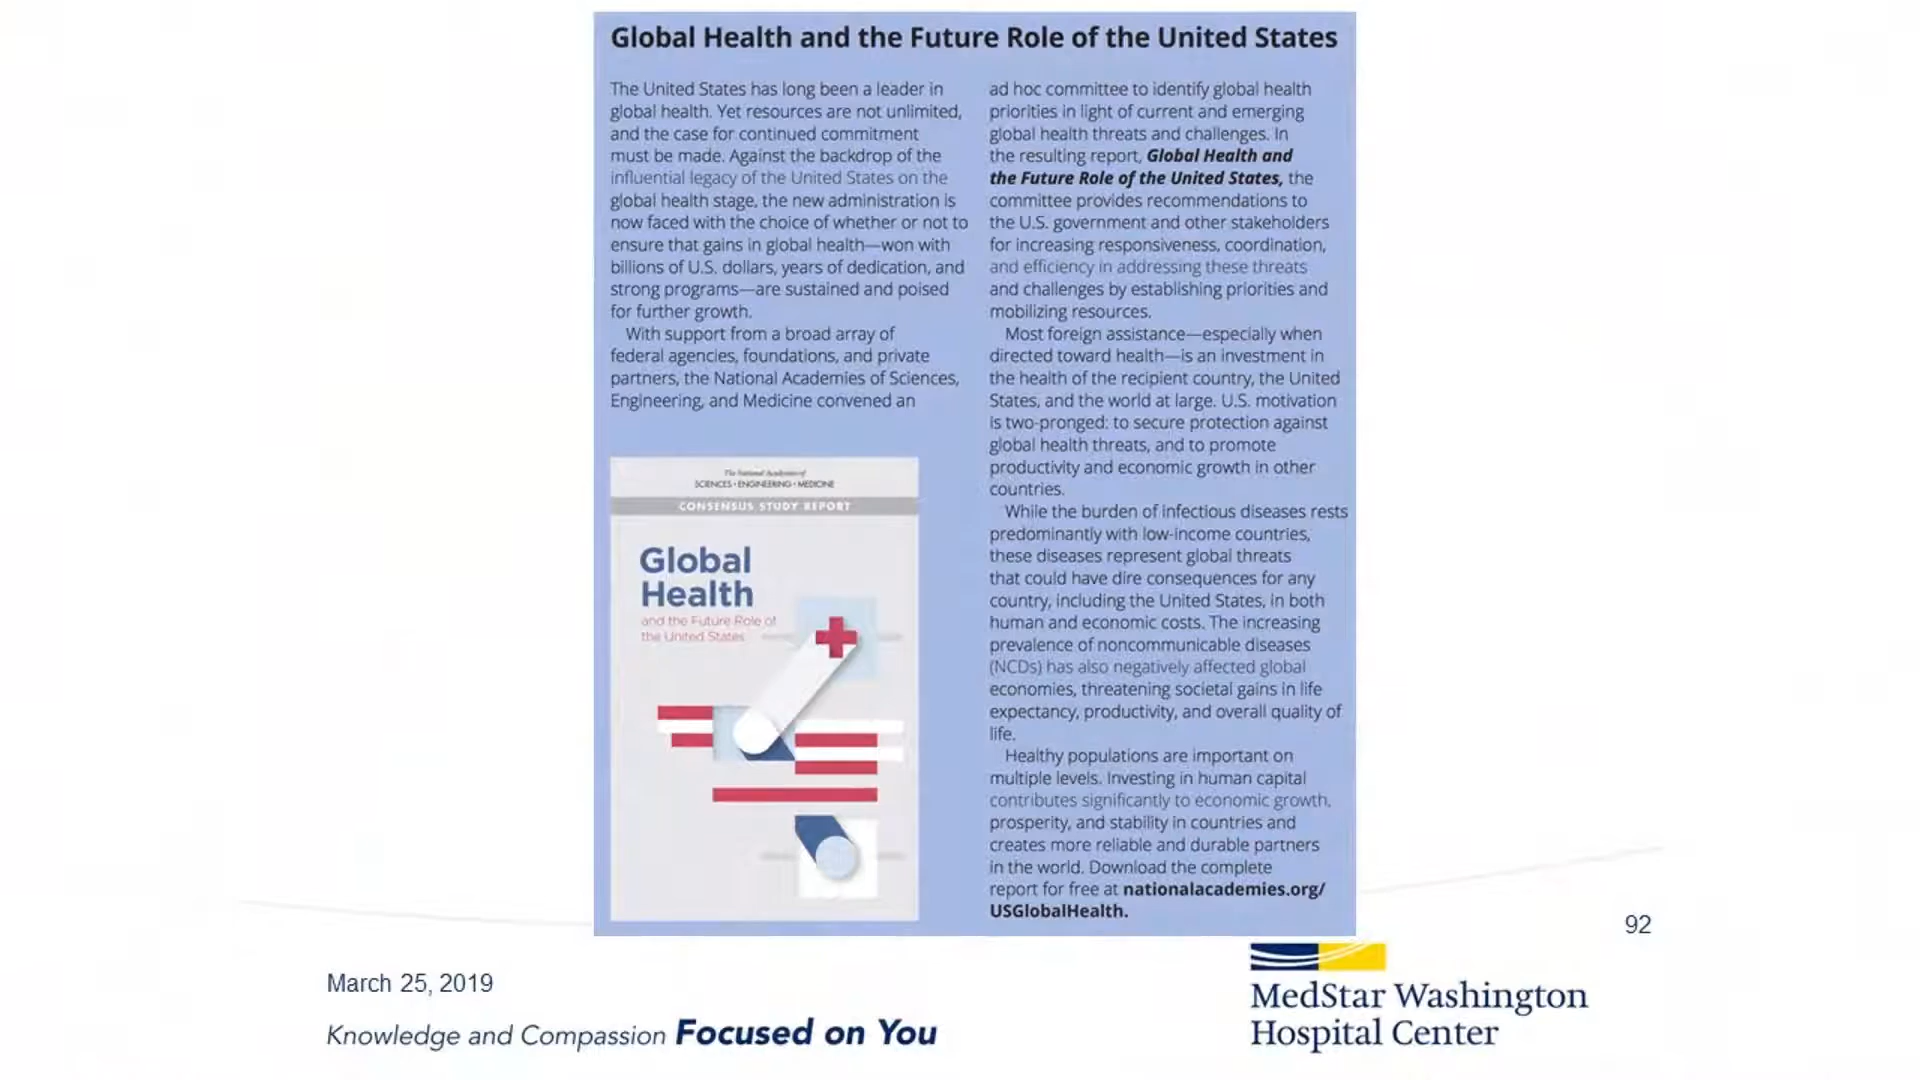 Global Health and the Future Role of the United States
The United States has long been a leader in
global health. Yet resources are not unlimited,
and the case for continued commitment
must be made. Against the backdrop of the
influential legacy of the United States on the
global health stage, the new administration is
now faced with the choice of whether or not to
ensure that gains in global health—won with
billions of U.S. dollars, years of dedication, and
strong programs—are sustained and poised
for further growth.
With support from a broad array of
federal agencies, foundations, and private
partners, the National Academies of Sciences,
Engineering, and Medicine convened an
The National Academies of
SCIENCES • ENGINEERING • MEDICINE
CONSENSUS STUDY REPORT
Global
Health
and the Future Role of
the United States
ad hoc committee to identify global health
priorities in light of current and emerging
global health threats and challenges. In
the resulting report, Global Health and
the Future Role of the United States, the
committee provides recommendations to
the U.S. government and other stakeholders
for increasing responsiveness, coordination,
and efficiency in addressing these threats
and challenges by establishing priorities and
mobilizing resources.
Most foreign assistance—especially when
directed toward health—is an investment in
the health of the recipient country, the United
States, and the world at large. U.S. motivation
is two-pronged: to secure protection against
global health threats, and to promote
productivity and economic growth in other
countries.
While the burden of infectious diseases rests
predominantly with low-income countries,
these diseases represent global threats
that could have dire consequences for any
country, including the United States, in both
human and economic costs. The increasing
prevalence of noncommunicable diseases
(NCDs) has also negatively affected global
economies, threatening societal gains in life
expectancy, productivity, and overall quality of
life.
Healthy populations are important on
multiple levels. Investing in human capital
contributes significantly to economic growth,
prosperity, and stability in countries and
creates more reliable and durable partners
in the world. Download the complete
report for free at nationalacademies.org/
USGlobalHealth.
92
March 25, 2019
Knowledge and Compassion Focused on You
MedStar Washington
Hospital Center